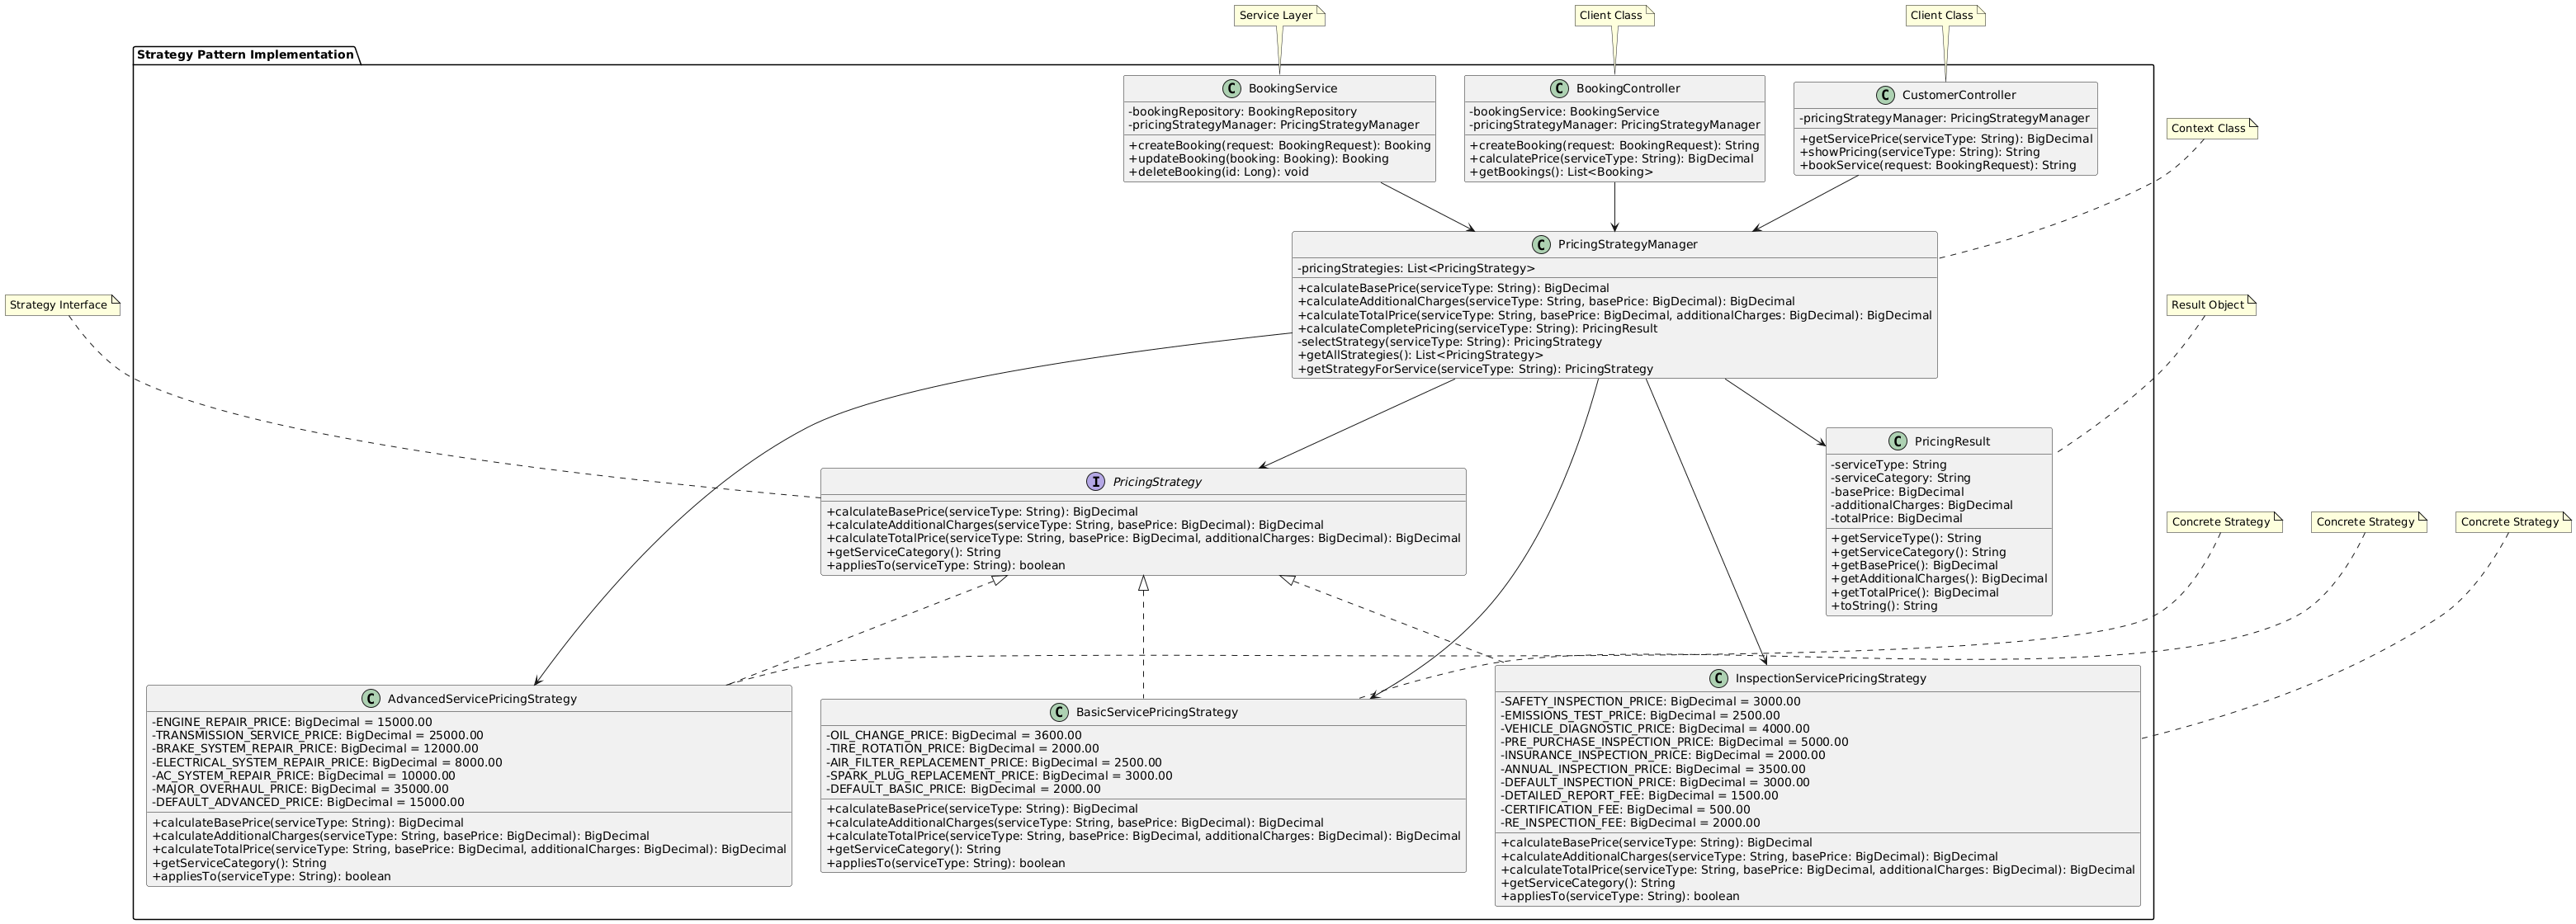 Service Layer
Client Class
Client Class
Strategy Pattern Implementation
C BookingService
-bookingRepository: BookingRepository
-pricingStrategyManager: PricingStrategyManager
+createBooking(request: BookingRequest): Booking
+updateBooking(booking: Booking): Booking
+deleteBooking(id: Long): void
C BookingController
-bookingService: BookingService
-pricingStrategyManager: PricingStrategyManager
+createBooking(request: BookingRequest): String
+calculatePrice(serviceType: String): BigDecimal
+getBookings(): List<Booking>
C CustomerController
-pricingStrategyManager: PricingStrategyManager
+getServicePrice(serviceType: String): BigDecimal
+showPricing(serviceType: String): String
+bookService(request: BookingRequest): String
Context Class
C PricingStrategyManager
-pricingStrategies: List<PricingStrategy>
+calculateBasePrice(serviceType: String): BigDecimal
+calculateAdditionalCharges(serviceType: String, basePrice: BigDecimal): BigDecimal
+calculateTotalPrice(serviceType: String, basePrice: BigDecimal, additionalCharges: BigDecimal): BigDecimal
+calculateCompletePricing(serviceType: String): PricingResult
-selectStrategy(serviceType: String): PricingStrategy
+getAllStrategies(): List<PricingStrategy>
+getStrategyForService(serviceType: String): PricingStrategy
Strategy Interface
Result Object
I PricingStrategy
+calculateBasePrice(serviceType: String): BigDecimal
+calculateAdditionalCharges(serviceType: String, basePrice: BigDecimal): BigDecimal
+calculateTotalPrice(serviceType: String, basePrice: BigDecimal, additionalCharges: BigDecimal): BigDecimal
+getServiceCategory(): String
+appliesTo(serviceType: String): boolean
C PricingResult
-serviceType: String
-serviceCategory: String
-basePrice: BigDecimal
-additionalCharges: BigDecimal
-totalPrice: BigDecimal
+getServiceType(): String
+getServiceCategory(): String
+getBasePrice(): BigDecimal
+getAdditionalCharges(): BigDecimal
+getTotalPrice(): BigDecimal
+toString(): String
Concrete Strategy
Concrete Strategy
Concrete Strategy
C AdvancedServicePricingStrategy
-ENGINE_REPAIR_PRICE: BigDecimal = 15000.00
-TRANSMISSION_SERVICE_PRICE: BigDecimal = 25000.00
-BRAKE_SYSTEM_REPAIR_PRICE: BigDecimal = 12000.00
-ELECTRICAL_SYSTEM_REPAIR_PRICE: BigDecimal = 8000.00
-AC_SYSTEM_REPAIR_PRICE: BigDecimal = 10000.00
-MAJOR_OVERHAUL_PRICE: BigDecimal = 35000.00
-DEFAULT_ADVANCED_PRICE: BigDecimal = 15000.00
+calculateBasePrice(serviceType: String): BigDecimal
+calculateAdditionalCharges(serviceType: String, basePrice: BigDecimal): BigDecimal
+calculateTotalPrice(serviceType: String, basePrice: BigDecimal, additionalCharges: BigDecimal): BigDecimal
+getServiceCategory(): String
+appliesTo(serviceType: String): boolean
C BasicServicePricingStrategy
-OIL_CHANGE_PRICE: BigDecimal = 3600.00
-TIRE_ROTATION_PRICE: BigDecimal = 2000.00
-AIR_FILTER_REPLACEMENT_PRICE: BigDecimal = 2500.00
-SPARK_PLUG_REPLACEMENT_PRICE: BigDecimal = 3000.00
-DEFAULT_BASIC_PRICE: BigDecimal = 2000.00
+calculateBasePrice(serviceType: String): BigDecimal
+calculateAdditionalCharges(serviceType: String, basePrice: BigDecimal): BigDecimal
+calculateTotalPrice(serviceType: String, basePrice: BigDecimal, additionalCharges: BigDecimal): BigDecimal
+getServiceCategory(): String
+appliesTo(serviceType: String): boolean
C InspectionServicePricingStrategy
-SAFETY_INSPECTION_PRICE: BigDecimal = 3000.00
-EMISSIONS_TEST_PRICE: BigDecimal = 2500.00
-VEHICLE_DIAGNOSTIC_PRICE: BigDecimal = 4000.00
-PRE_PURCHASE_INSPECTION_PRICE: BigDecimal = 5000.00
-INSURANCE_INSPECTION_PRICE: BigDecimal = 2000.00
-ANNUAL_INSPECTION_PRICE: BigDecimal = 3500.00
-DEFAULT_INSPECTION_PRICE: BigDecimal = 3000.00
-DETAILED_REPORT_FEE: BigDecimal = 1500.00
-CERTIFICATION_FEE: BigDecimal = 500.00
-RE_INSPECTION_FEE: BigDecimal = 2000.00
+calculateBasePrice(serviceType: String): BigDecimal
+calculateAdditionalCharges(serviceType: String, basePrice: BigDecimal): BigDecimal
+calculateTotalPrice(serviceType: String, basePrice: BigDecimal, additionalCharges: BigDecimal): BigDecimal
+getServiceCategory(): String
+appliesTo(serviceType: String): boolean